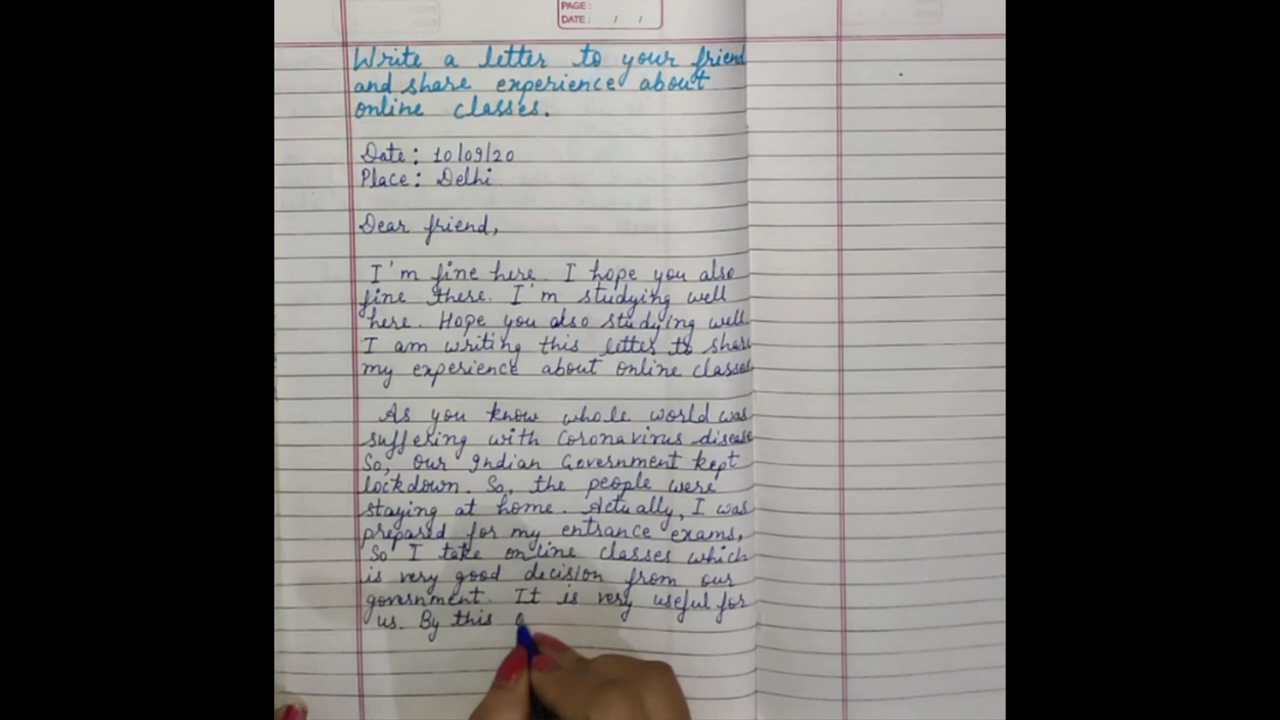 PAGE:
DATE: / /
Write a letter to your friend
and share experience about
online classes.
Date: 10/09/20
Place: Delhi
Dear friend,
I'm fine here. I hope you also
fine there. I'm studying well
here. Hope you also studying well.
I am writing this letter to share
my experience about online classes
As you know whole world was
suffering with Coronavirus disease
So, our Indian Government kept
lockdown. So, the people were
staying at home. Actually, I was
prepared for my entrance exams,
So I take online classes which
is very good decision from our
government. It is very useful for
us. By this